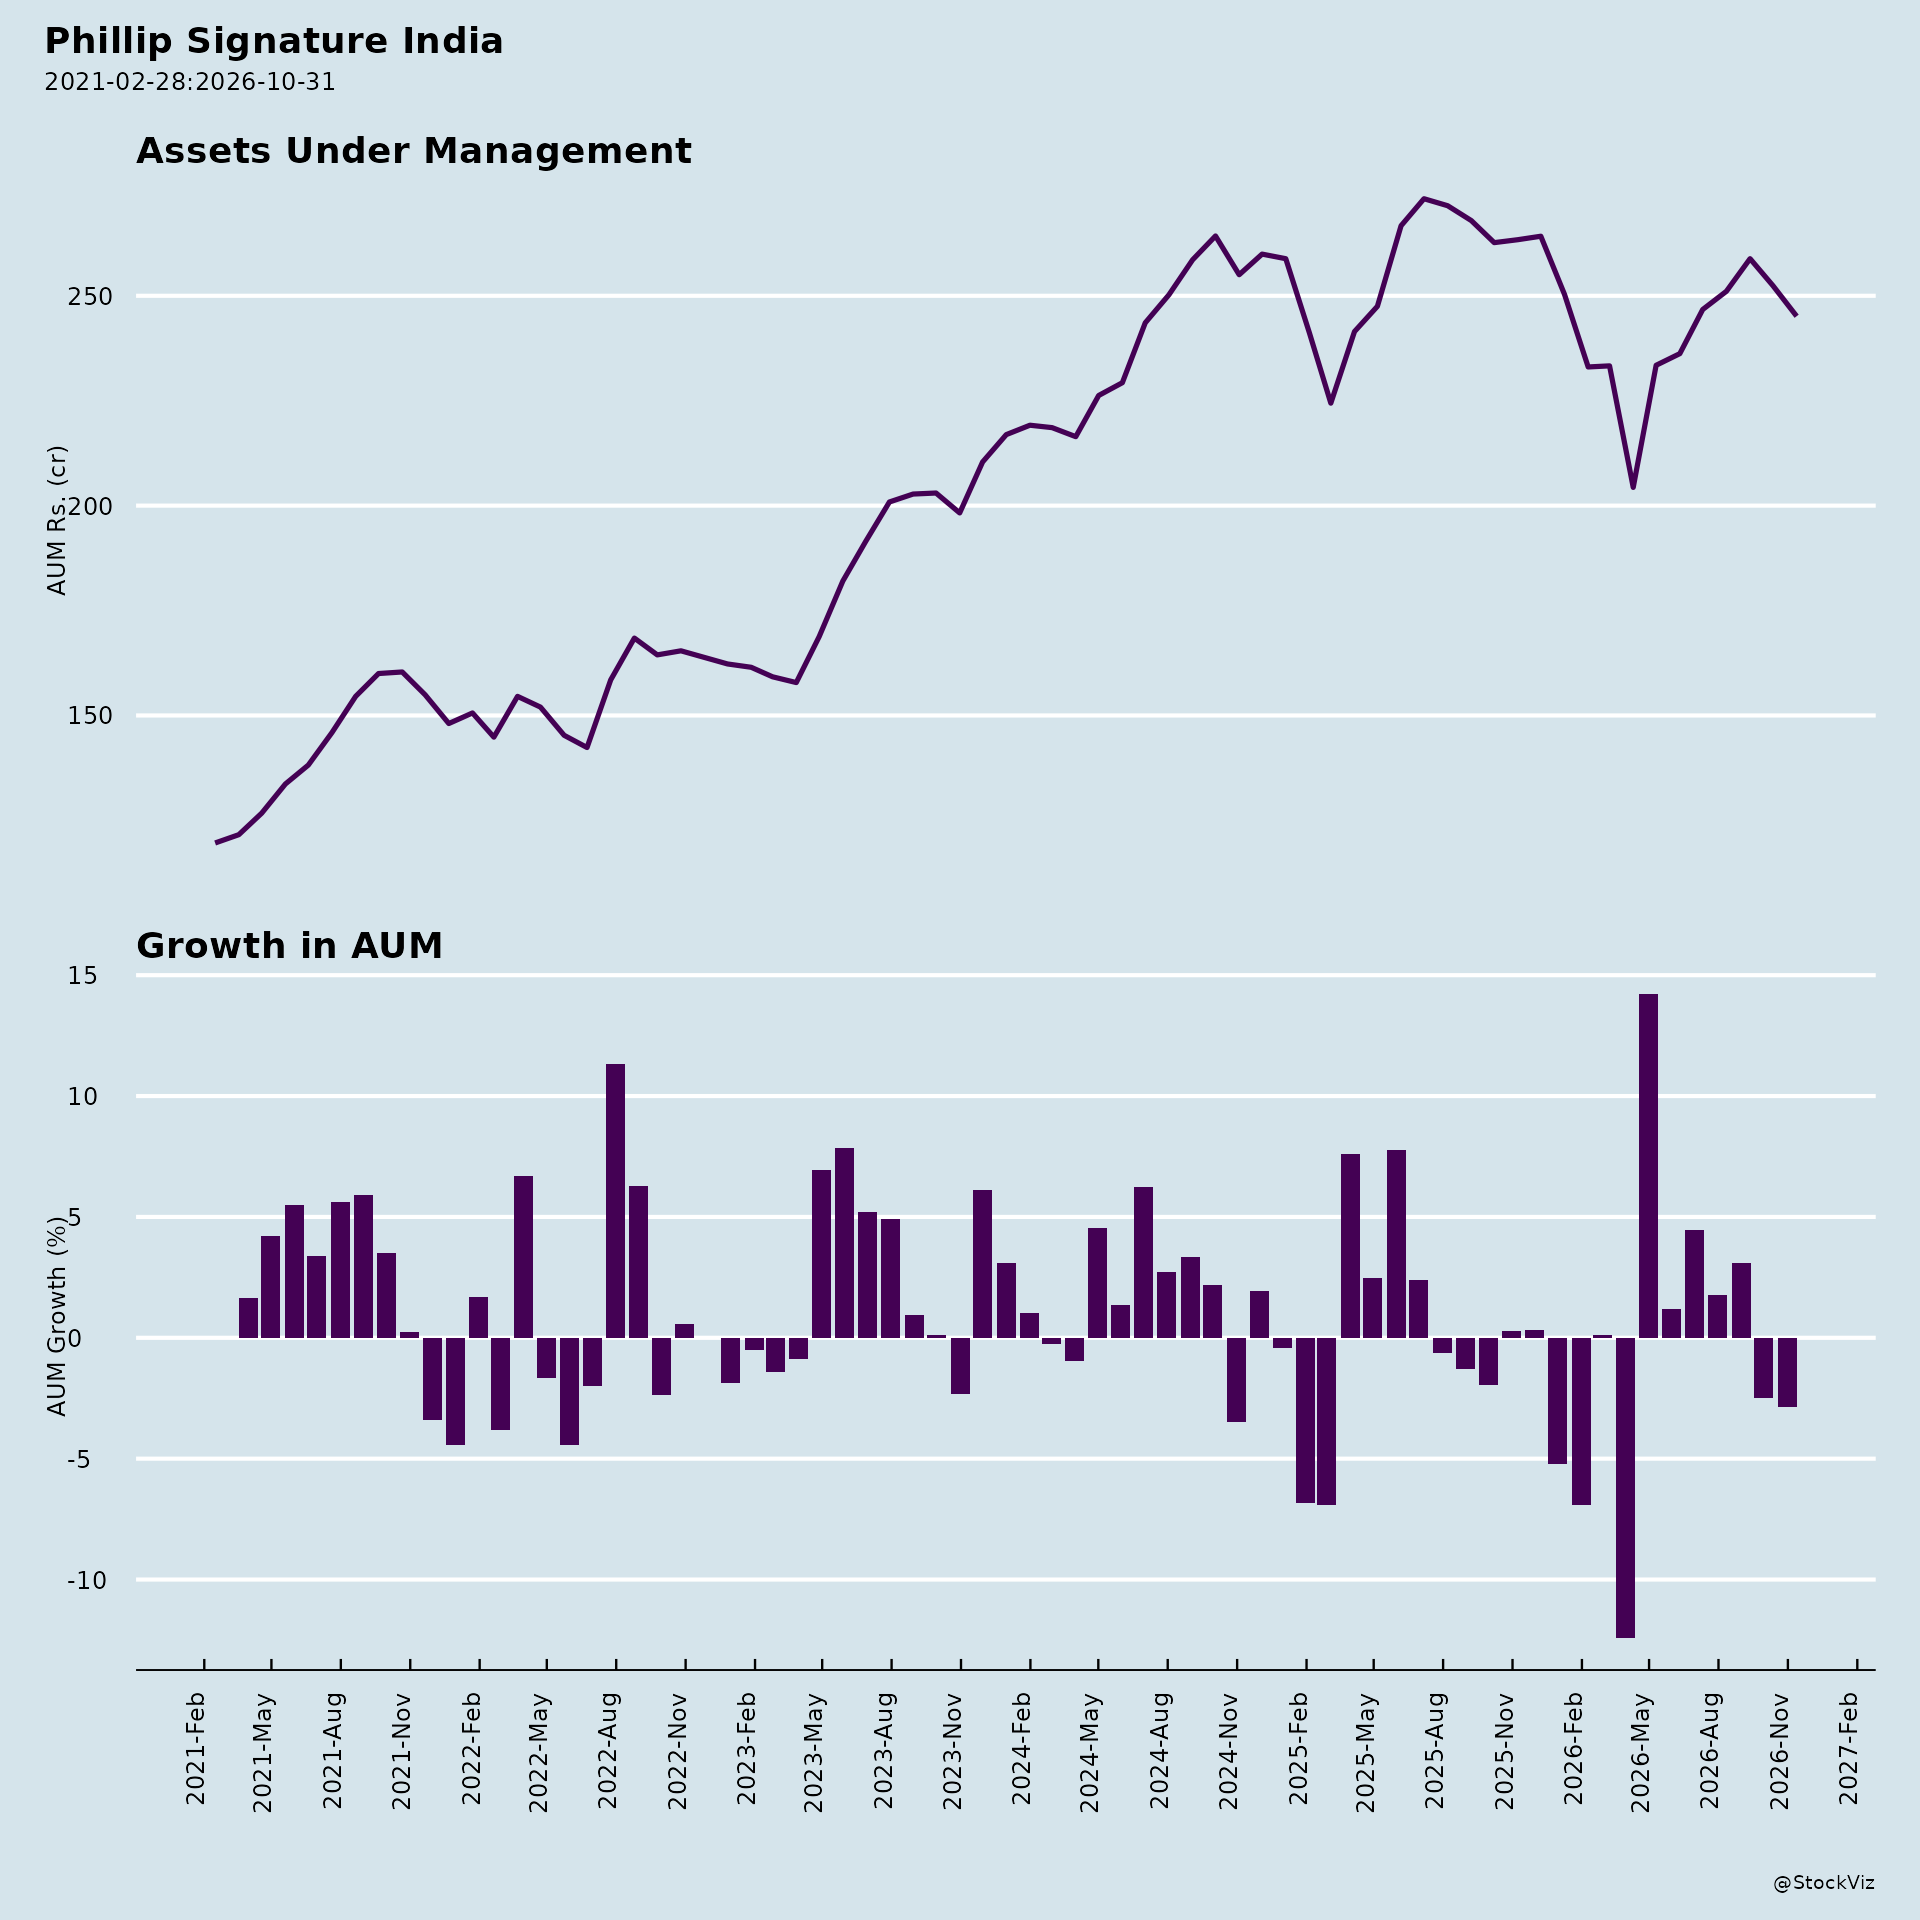 Phillip Signature India
2021-02-28:2026-10-31
Assets Under Management
AUM Rs. (cr)
250
200
150
Growth in AUM
AUM Growth (%)
15
10
5
0
-5
-10
2021-Feb
2021-May
2021-Aug
2021-Nov
2022-Feb
2022-May
2022-Aug
2022-Nov
2023-Feb
2023-May
2023-Aug
2023-Nov
2024-Feb
2024-May
2024-Aug
2024-Nov
2025-Feb
2025-May
2025-Aug
2025-Nov
2026-Feb
2026-May
2026-Aug
2026-Nov
2027-Feb
@StockViz